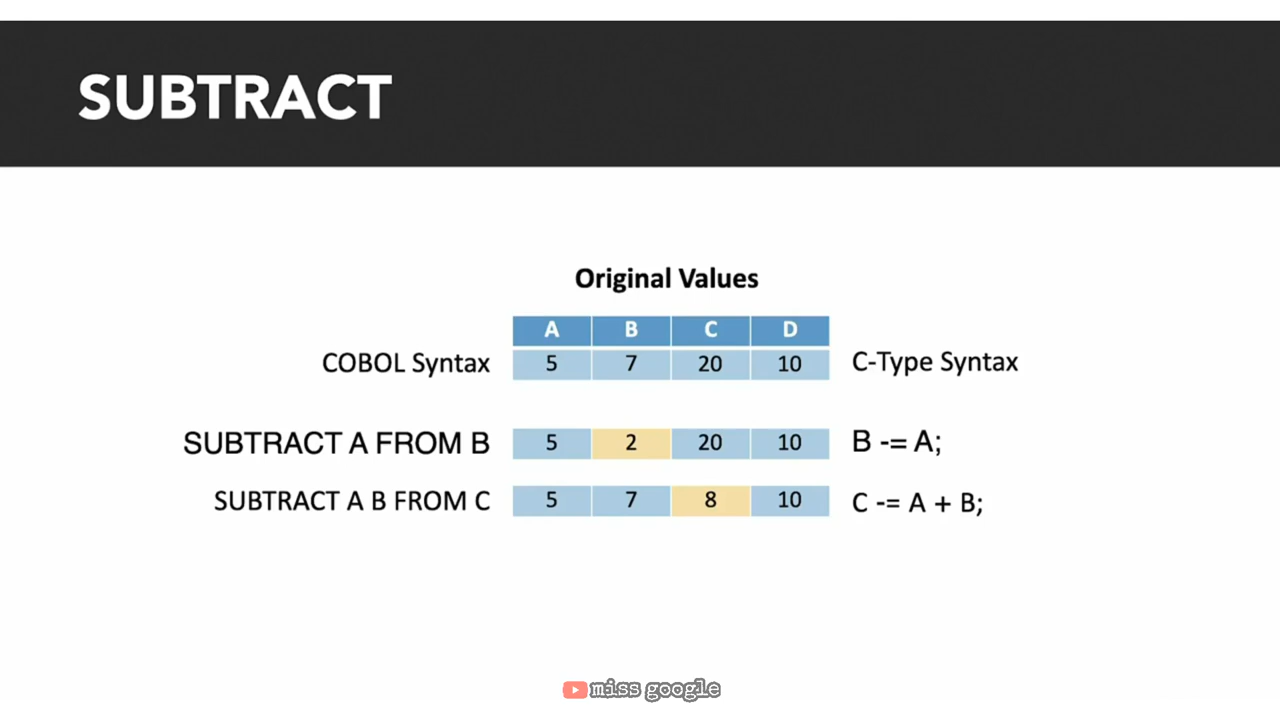 SUBTRACT
Original Values
A B C D
COBOL Syntax 5 7 20 10 C-Type Syntax
SUBTRACT A FROM B 5 2 20 10 B -= A;
SUBTRACT A B FROM C 5 7 8 10 C -= A + B;
miss google